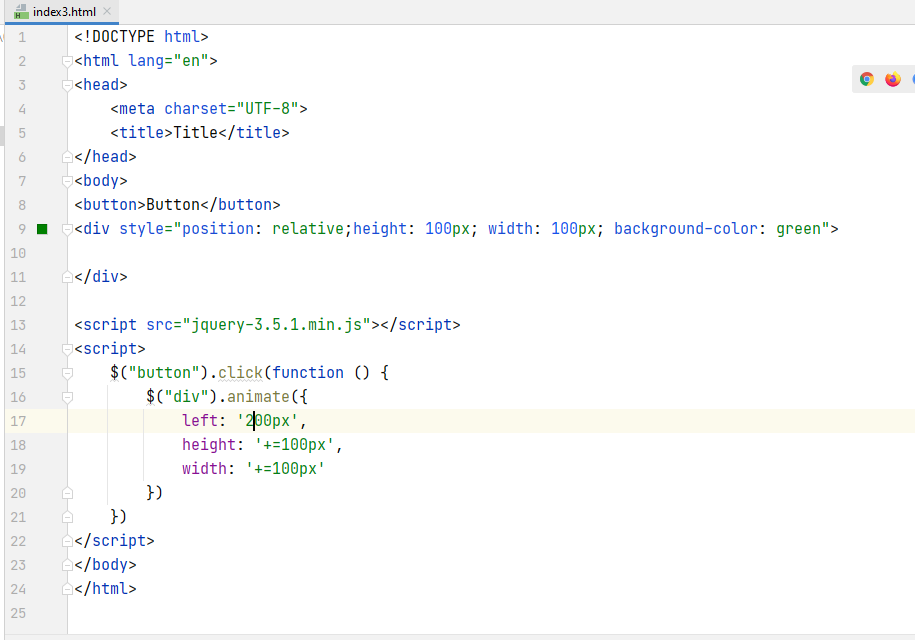 index3.html
1 <!DOCTYPE html>
2 <html lang="en">
3 <head>
4     <meta charset="UTF-8">
5     <title>Title</title>
6 </head>
7 <body>
8 <button>Button</button>
9 <div style="position: relative;height: 100px; width: 100px; background-color: green">
10
11 </div>
12
13 <script src="jquery-3.5.1.min.js"></script>
14 <script>
15     $("button").click(function () {
16         $("div").animate({
17             left: '200px',
18             height: '+=100px',
19             width: '+=100px'
20         })
21     })
22 </script>
23 </body>
24 </html>
25